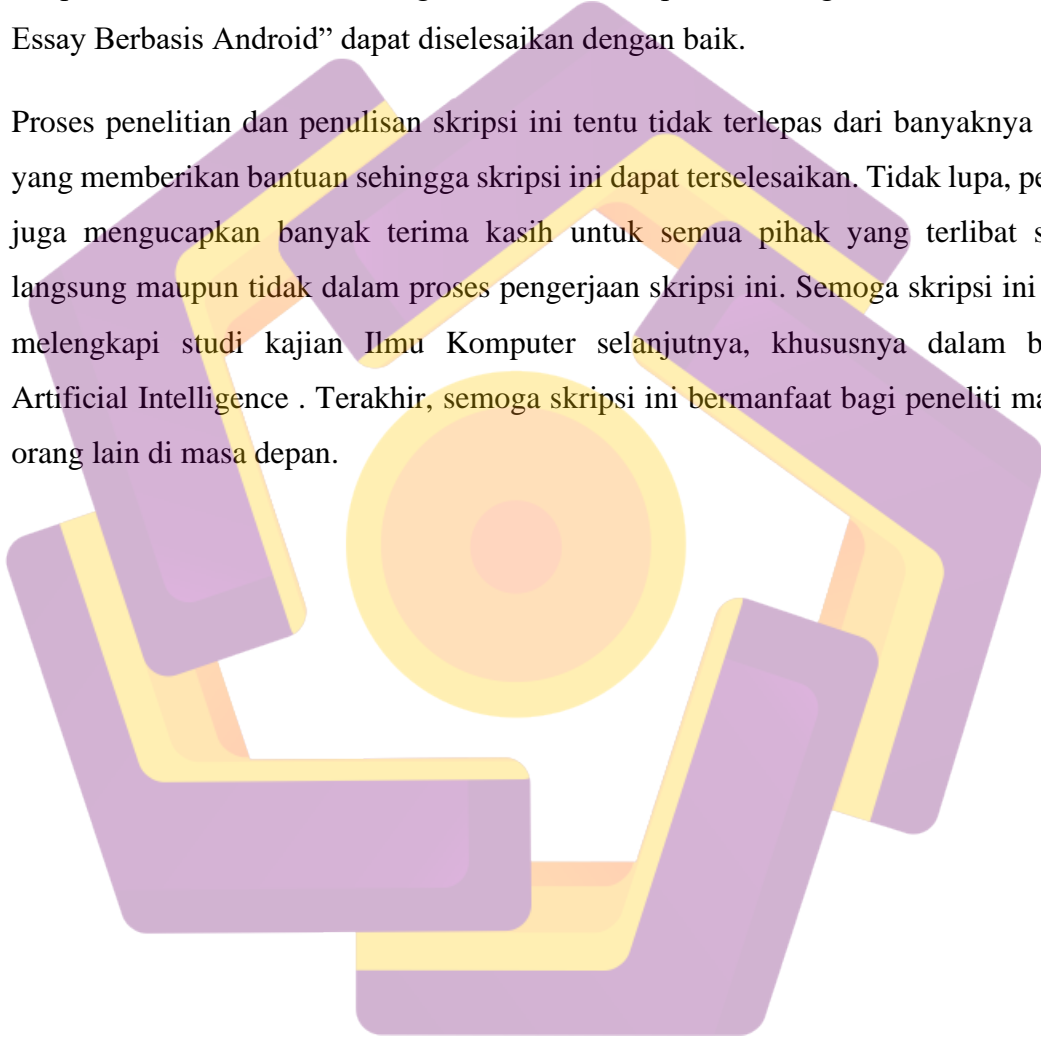 Essay Berbasis Android” dapat diselesaikan dengan baik.
Proses penelitian dan penulisan skripsi ini tentu tidak terlepas dari banyaknya
yang memberikan bantuan sehingga skripsi ini dapat terselesaikan. Tidak lupa, pe
juga mengucapkan banyak terima kasih untuk semua pihak yang terlibat s
langsung maupun tidak dalam proses pengerjaan skripsi ini. Semoga skripsi ini
melengkapi studi kajian Ilmu Komputer selanjutnya, khususnya dalam b
Artificial Intelligence . Terakhir, semoga skripsi ini bermanfaat bagi peneliti ma
orang lain di masa depan.